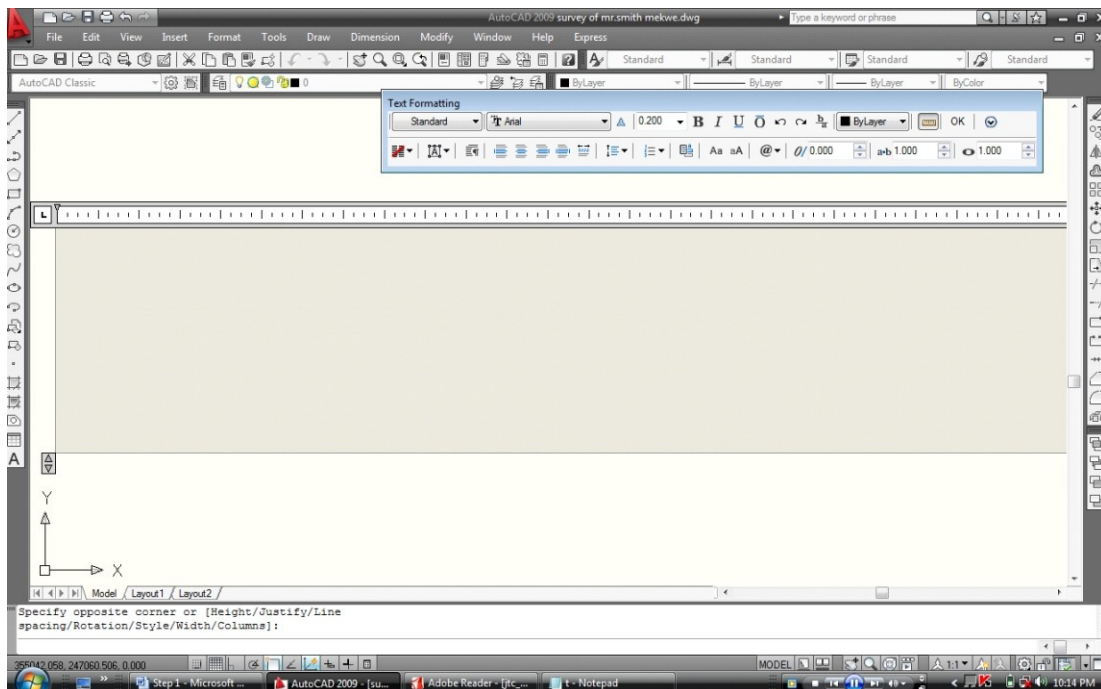 AutoCAD 2009 survey of mr.smith mekwe.dwg
Type a keyword or phrase
File Edit View Insert Format Tools Draw Dimension Modify Window Help Express
Standard Standard Standard Standard
AutoCAD Classic 0 ByLayer ByLayer ByLayer ByColor
Text Formatting
Standard Arial 0.200 B I U O ByLayer OK
Aa aA @ 0/ 0.000 a•b 1.000 1.000
L
A
Y
X
Model Layout1 Layout2
Specify opposite corner or [Height/Justify/Line
spacing/Rotation/Style/Width/Columns]:
355042.058, 247060.506, 0.000 MODEL 1:1
Step 1 - Microsoft ... AutoCAD 2009 - [su... Adobe Reader - [jtc_... t - Notepad 10:14 PM